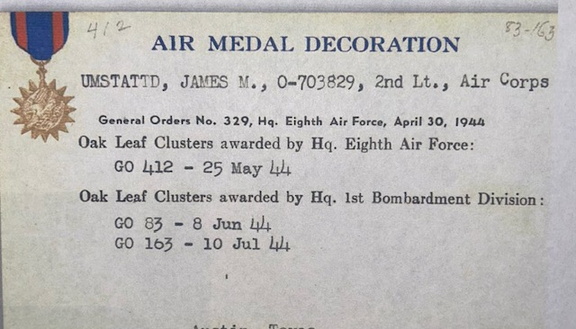 412
83-163
AIR MEDAL DECORATION
UMSTATTD, JAMES M., O-703829, 2nd Lt., Air Corps
General Orders No. 329, Hq. Eighth Air Force, April 30, 1944
Oak Leaf Clusters awarded by Hq. Eighth Air Force:
GO 412 - 25 May 44
Oak Leaf Clusters awarded by Hq. 1st Bombardment Division:
GO 83 - 8 Jun 44
GO 163 - 10 Jul 44
Austin, Texas